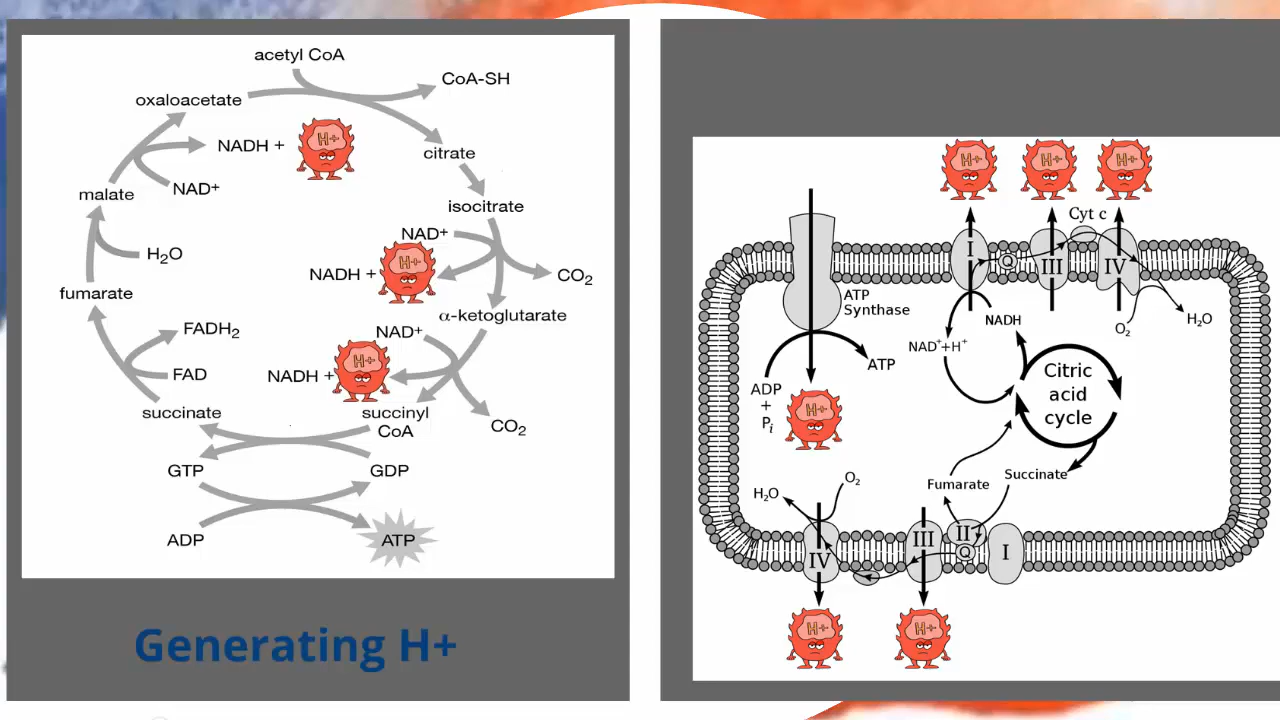 acetyl CoA
CoA-SH
oxaloacetate
NADH +
H+
citrate
malate
NAD⁺
isocitrate
NAD⁺
H₂O
NADH +
H+
CO₂
fumarate
α-ketoglutarate
FADH₂
NAD⁺
FAD
NADH +
H+
succinate
succinyl
CoA
CO₂
GTP
GDP
ADP
ATP
Generating H+
H+
H+
H+
Cyt c
I
Q
III
IV
ATP
Synthase
NADH
O₂
H₂O
NAD⁺+H⁺
ATP
Citric
acid
cycle
ADP
+
Pi
H+
H₂O
O₂
Fumarate
Succinate
IV
III
II
Q
I
H+
H+